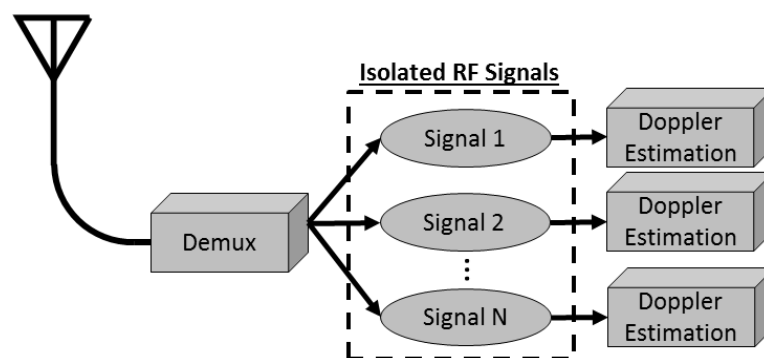 Isolated RF Signals
Signal 1
Doppler
Estimation
Demux
Signal 2
Doppler
Estimation
Signal N
Doppler
Estimation